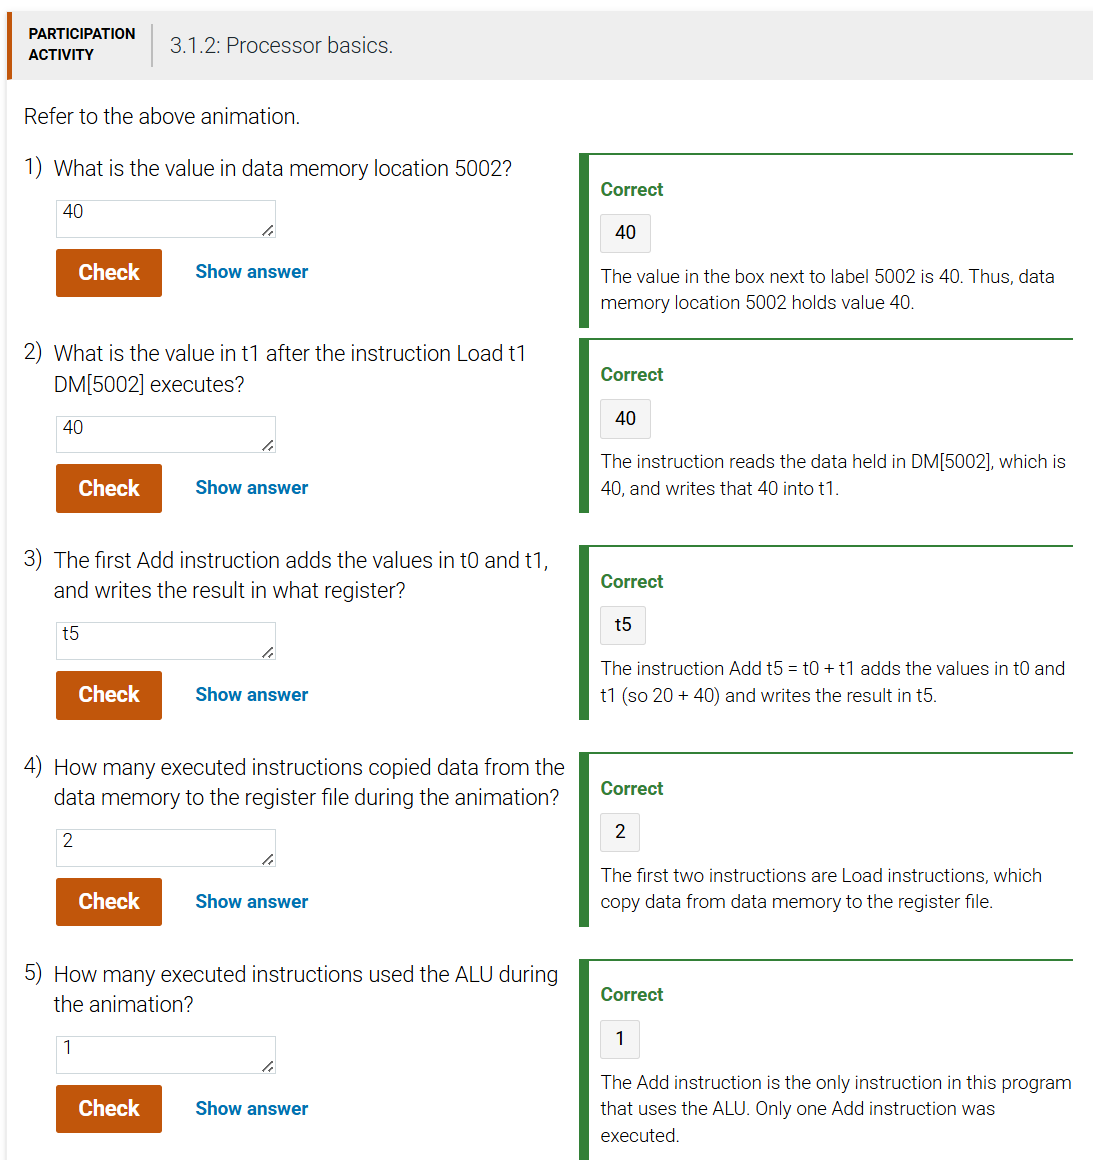 PARTICIPATION
ACTIVITY
3.1.2: Processor basics.
Refer to the above animation.
1) What is the value in data memory location 5002?
40
Check
Show answer
Correct
40
The value in the box next to label 5002 is 40. Thus, data
memory location 5002 holds value 40.
2) What is the value in t1 after the instruction Load t1
DM[5002] executes?
40
Check
Show answer
Correct
40
The instruction reads the data held in DM[5002], which is
40, and writes that 40 into t1.
3) The first Add instruction adds the values in t0 and t1,
and writes the result in what register?
t5
Check
Show answer
Correct
t5
The instruction Add t5 = t0 + t1 adds the values in t0 and
t1 (so 20 + 40) and writes the result in t5.
4) How many executed instructions copied data from the
data memory to the register file during the animation?
2
Check
Show answer
Correct
2
The first two instructions are Load instructions, which
copy data from data memory to the register file.
5) How many executed instructions used the ALU during
the animation?
1
Check
Show answer
Correct
1
The Add instruction is the only instruction in this program
that uses the ALU. Only one Add instruction was
executed.